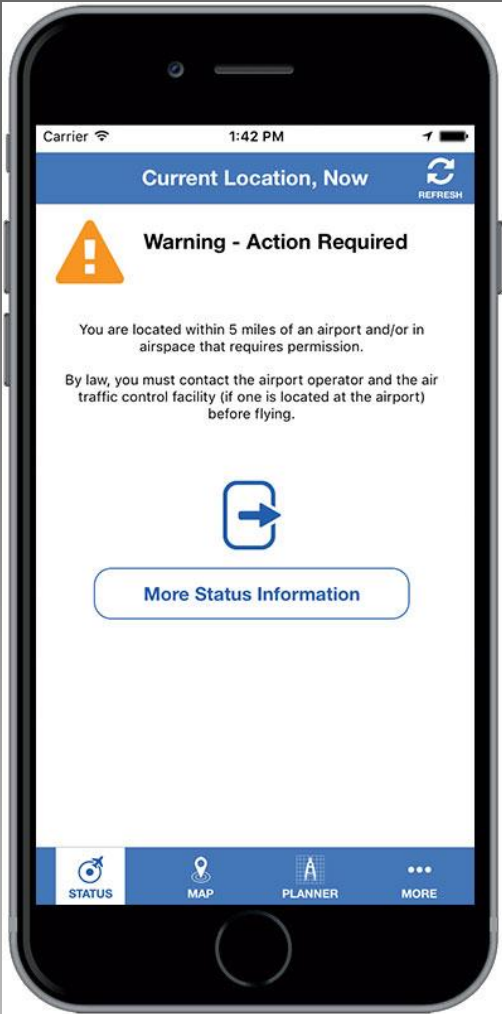 Carrier 1:42 PM
Current Location, Now
REFRESH
Warning - Action Required
You are located within 5 miles of an airport and/or in
airspace that requires permission.
By law, you must contact the airport operator and the air
traffic control facility (if one is located at the airport)
before flying.
More Status Information
STATUS MAP PLANNER MORE